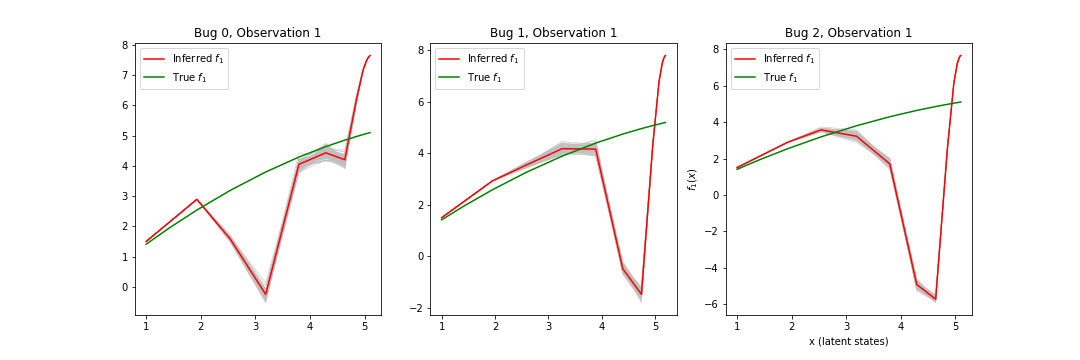 Bug 0, Observation 1
Inferred f₁
True f₁
8
7
6
5
4
3
2
1
0
1 2 3 4 5
Bug 1, Observation 1
Inferred f₁
True f₁
8
6
4
2
0
−2
1 2 3 4 5
Bug 2, Observation 1
Inferred f₁
True f₁
f₁(x)
8
6
4
2
0
−2
−4
−6
1 2 3 4 5
x (latent states)